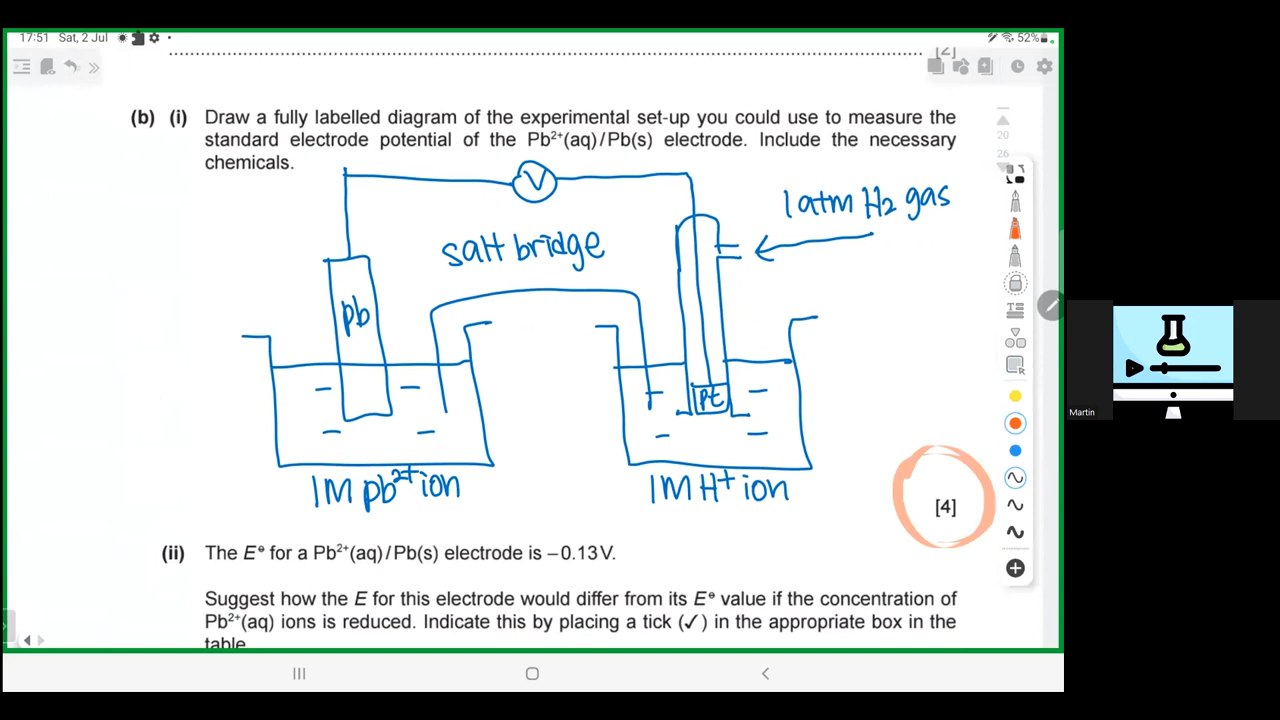 17:51 Sat, 2 Jul
52%
[2]
(b) (i) Draw a fully labelled diagram of the experimental set-up you could use to measure the
standard electrode potential of the Pb²⁺(aq)/Pb(s) electrode. Include the necessary
chemicals.
20
26
V
1 atm H₂ gas
salt bridge
pb
pt
1M pb²⁺ ion
1M H⁺ ion
[4]
(ii) The E⦵ for a Pb²⁺(aq)/Pb(s) electrode is –0.13V.
Suggest how the E for this electrode would differ from its E⦵ value if the concentration of
Pb²⁺(aq) ions is reduced. Indicate this by placing a tick (✓) in the appropriate box in the
table
Martin